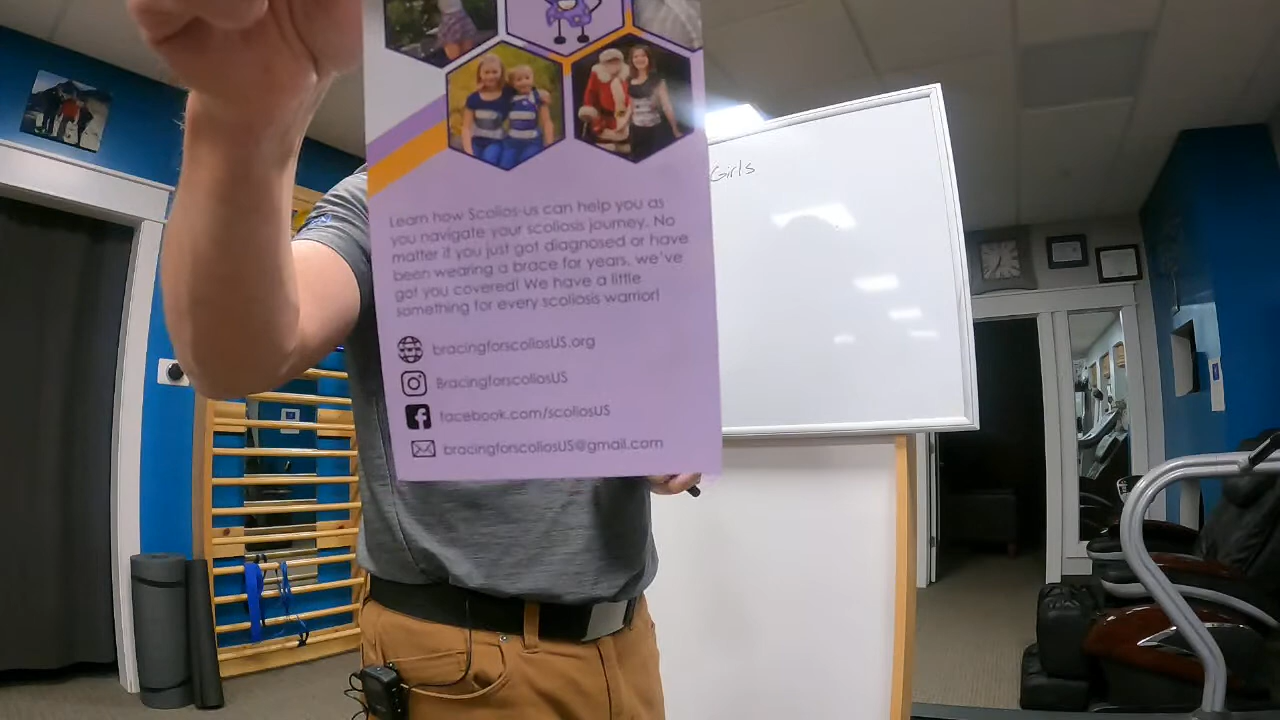 Girls
Learn how Scolios-us can help you as
you navigate your scoliosis journey. No
matter if you just got diagnosed or have
been wearing a brace for years, we've
got you covered! We have a little
something for every scoliosis warrior!
bracingforscoliosUS.org
BracingforscoliosUS
facebook.com/scoliosUS
bracingforscoliosUS@gmail.com